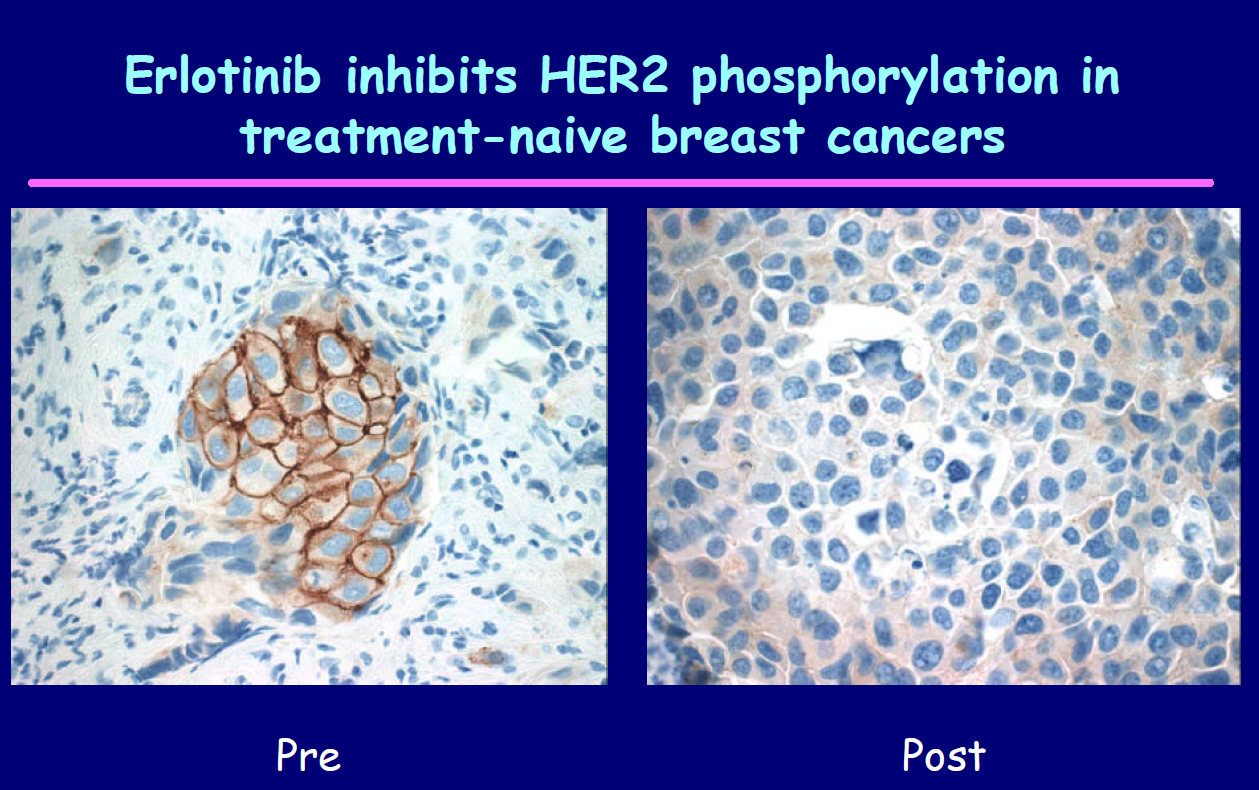 Erlotinib inhibits HER2 phosphorylation in
treatment-naive breast cancers
Pre
Post